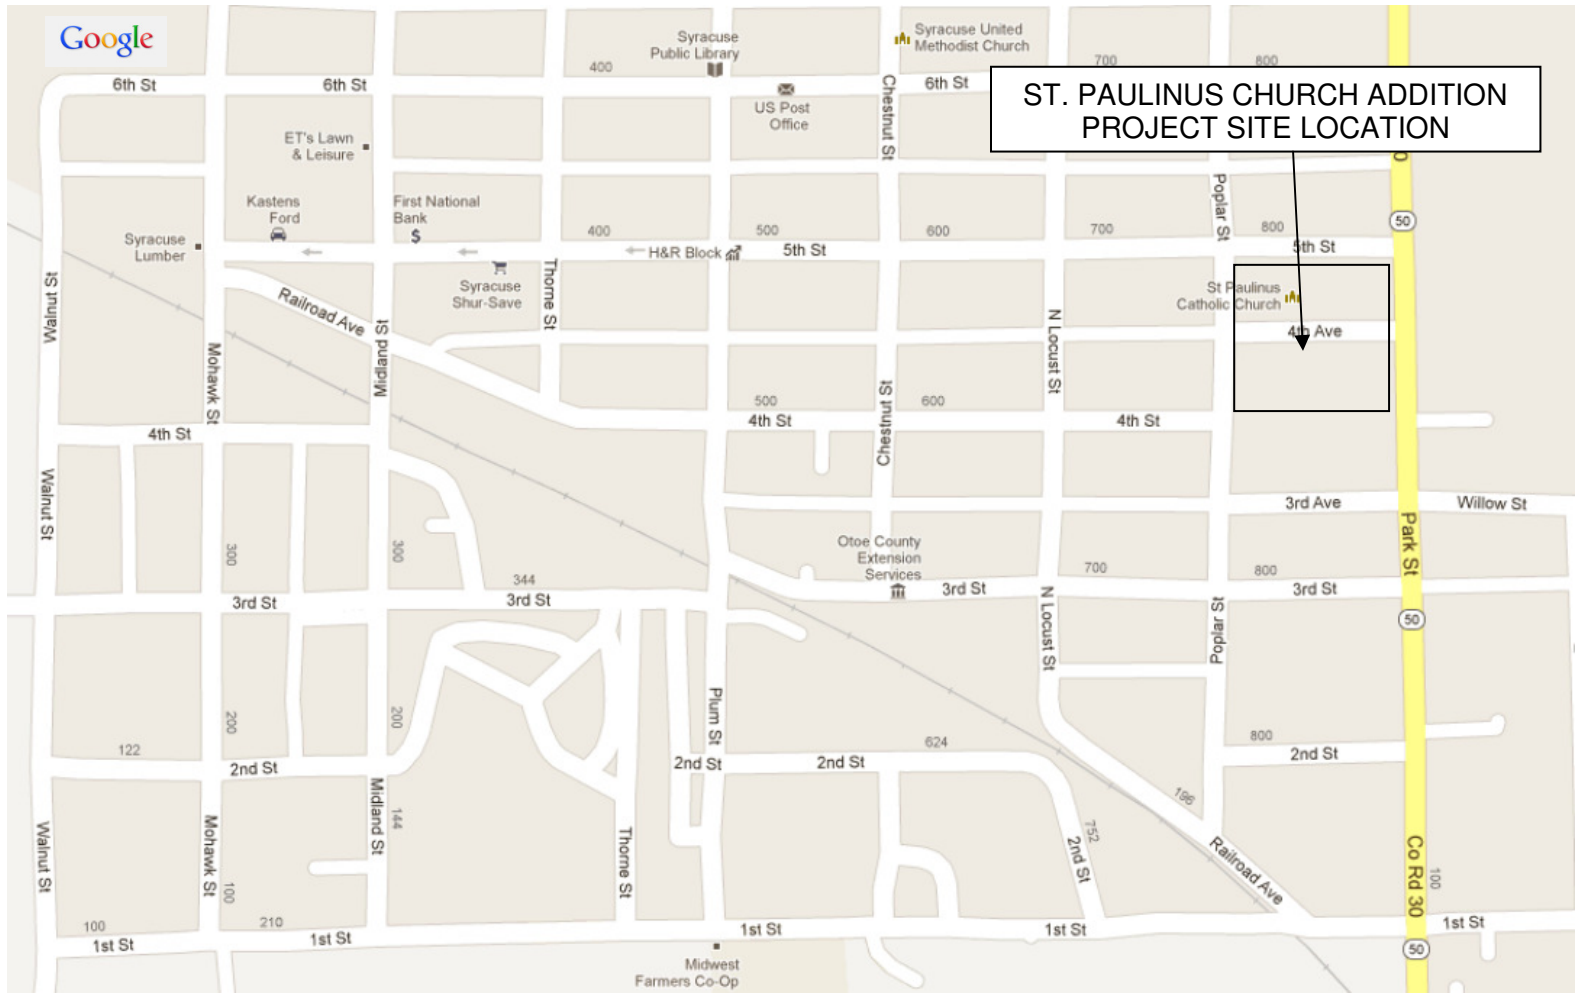 Google
Syracuse
Public Library
Syracuse United
Methodist Church
400
700
800
6th St
6th St
6th St
ST. PAULINUS CHURCH ADDITION
PROJECT SITE LOCATION
US Post
Office
Chestnut St
ET's Lawn
& Leisure
0
Kastens
Ford
First National
Bank
$
Poplar St
50
Syracuse
Lumber
400
500
600
700
800
H&R Block
5th St
5th St
Walnut St
Railroad Ave
Syracuse
Shur-Save
Thorne St
St Paulinus
Catholic Church
4th Ave
Midland St
Mohawk St
N Locust St
Chestnut St
500
600
4th St
4th St
4th St
Walnut St
3rd Ave
Willow St
Park St
300
300
Otoe County
Extension
Services
344
700
800
3rd St
3rd St
3rd St
3rd St
N Locust St
Poplar St
50
200
200
Plum St
122
624
800
2nd St
2nd St
2nd St
2nd St
Midland St
144
196
Walnut St
Mohawk St
Thorne St
752
2nd St
Railroad Ave
Co Rd 30
100
100
100
210
1st St
1st St
1st St
1st St
1st St
50
Midwest
Farmers Co-Op